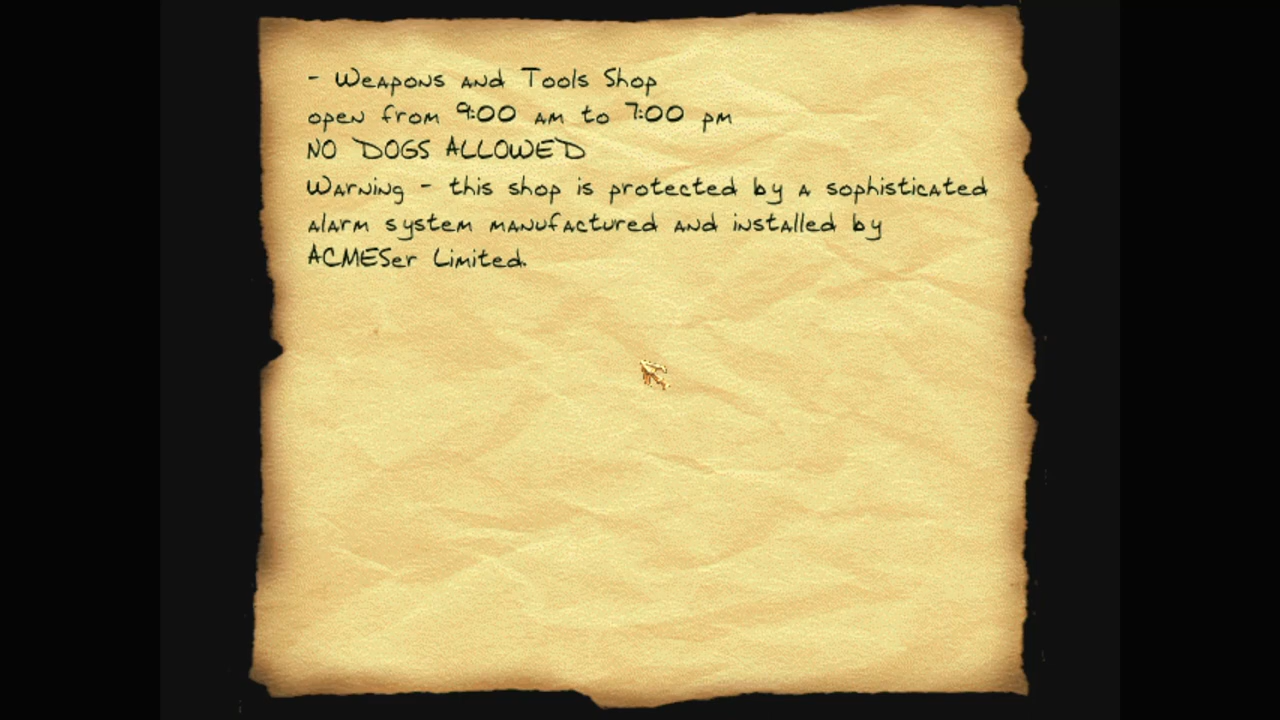 - Weapons and Tools Shop
open from 9:00 am to 7:00 pm
NO DOGS ALLOWED
Warning - this shop is protected by a sophisticated
alarm system manufactured and installed by
ACMESer Limited.